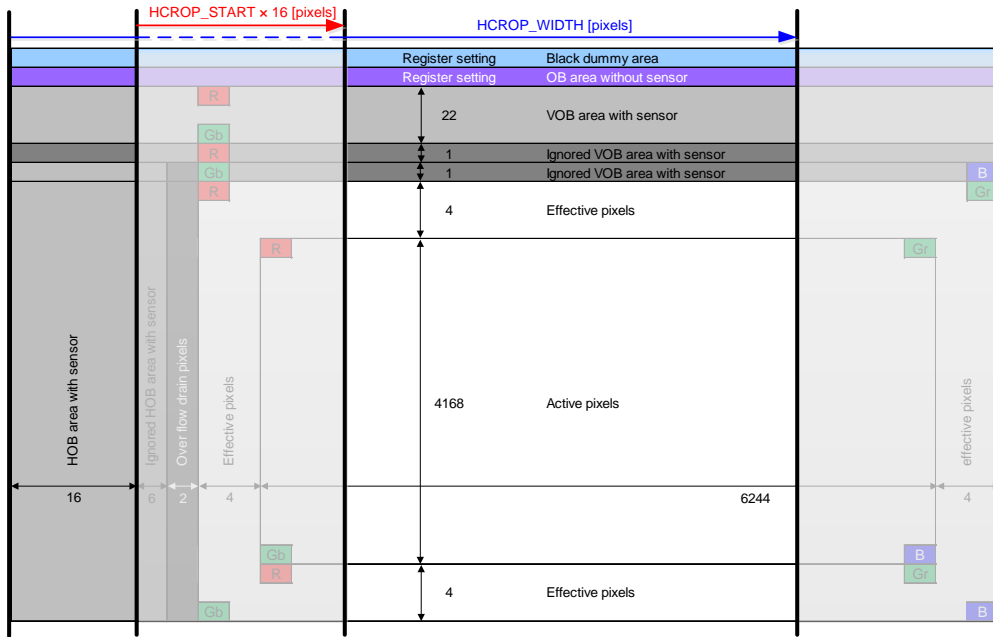 HCROP_START × 16 [pixels]
HCROP_WIDTH [pixels]
Register setting Black dummy area
Register setting OB area without sensor
R
22 VOB area with sensor
Gb
R 1 Ignored VOB area with sensor
Gb 1 Ignored VOB area with sensor B
R Gr
4 Effective pixels
R Gr
HOB area with sensor
Ignored HOB area with sensor
Over flow drain pixels
Effective pixels
4168 Active pixels
effective pixels
16 6 2 4 6244 4
Gb B
R Gr
4 Effective pixels
Gb B